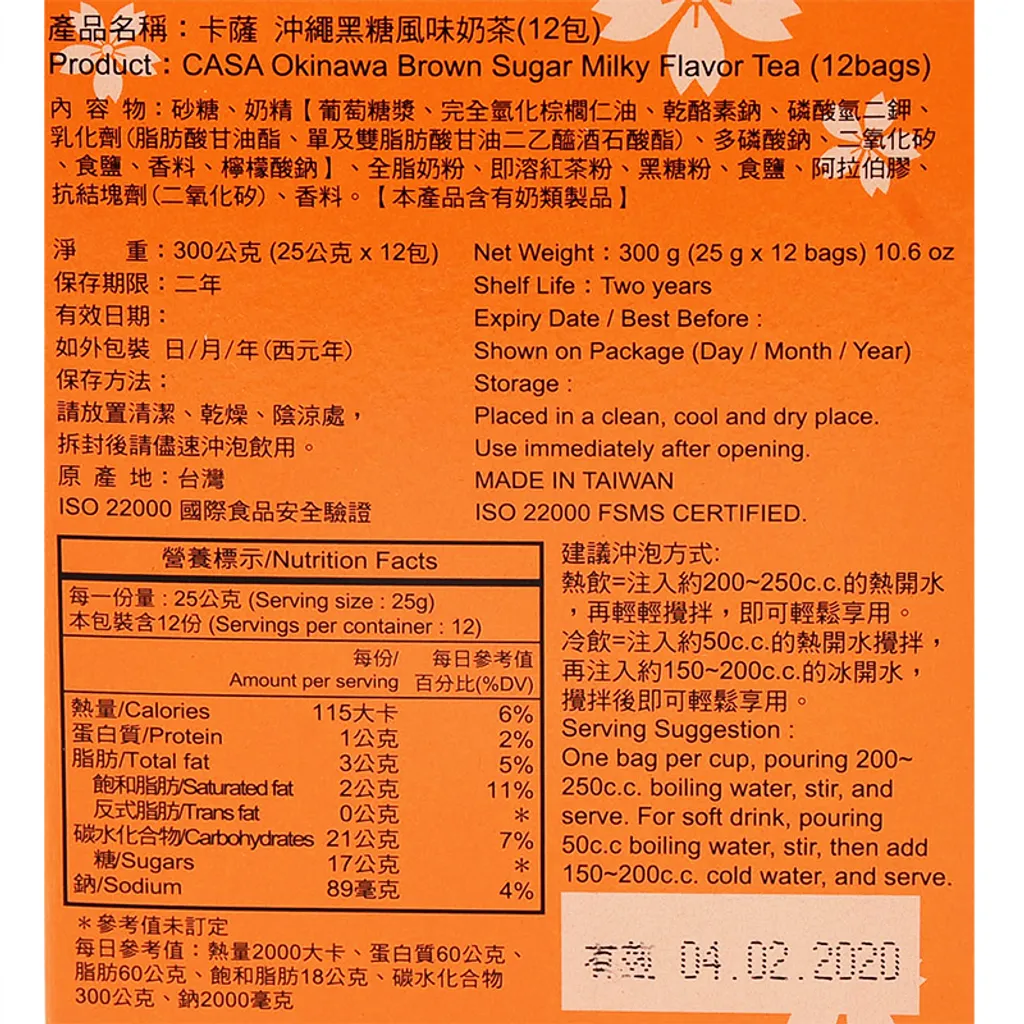 產品名稱：卡薩 沖繩黑糖風味奶茶(12包)
Product：CASA Okinawa Brown Sugar Milky Flavor Tea (12bags)
內 容 物：砂糖、奶精【葡萄糖漿、完全氫化棕櫚仁油、乾酪素鈉、磷酸氫二鉀、
乳化劑(脂肪酸甘油酯、單及雙脂肪酸甘油二乙醯酒石酸酯)、多磷酸鈉、二氧化矽
、食鹽、香料、檸檬酸鈉】、全脂奶粉、即溶紅茶粉、黑糖粉、食鹽、阿拉伯膠、
抗結塊劑(二氧化矽)、香料。【本產品含有奶類製品】
淨 重：300公克 (25公克 x 12包)
保存期限：二年
有效日期：
如外包裝 日/月/年(西元年)
保存方法：
請放置清潔、乾燥、陰涼處，
拆封後請儘速沖泡飲用。
原 產 地：台灣
ISO 22000 國際食品安全驗證
Net Weight：300 g (25 g x 12 bags) 10.6 oz
Shelf Life：Two years
Expiry Date / Best Before :
Shown on Package (Day / Month / Year)
Storage :
Placed in a clean, cool and dry place.
Use immediately after opening.
MADE IN TAIWAN
ISO 22000 FSMS CERTIFIED.
營養標示/Nutrition Facts
每一份量：25公克 (Serving size : 25g)
本包裝含12份 (Servings per container : 12)
每份/ 每日參考值
Amount per serving 百分比(%DV)
熱量/Calories 115大卡 6%
蛋白質/Protein 1公克 2%
脂肪/Total fat 3公克 5%
飽和脂肪/Saturated fat 2公克 11%
反式脂肪/Trans fat 0公克 ＊
碳水化合物/Carbohydrates 21公克 7%
糖/Sugars 17公克 ＊
鈉/Sodium 89毫克 4%
＊參考值未訂定
每日參考值：熱量2000大卡、蛋白質60公克、
脂肪60公克、飽和脂肪18公克、碳水化合物
300公克、鈉2000毫克
建議沖泡方式:
熱飲=注入約200~250c.c.的熱開水
，再輕輕攪拌，即可輕鬆享用。
冷飲=注入約50c.c.的熱開水攪拌，
再注入約150~200c.c.的冰開水，
攪拌後即可輕鬆享用。
Serving Suggestion :
One bag per cup, pouring 200~
250c.c. boiling water, stir, and
serve. For soft drink, pouring
50c.c boiling water, stir, then add
150~200c.c. cold water, and serve.
有效 04.02.2020